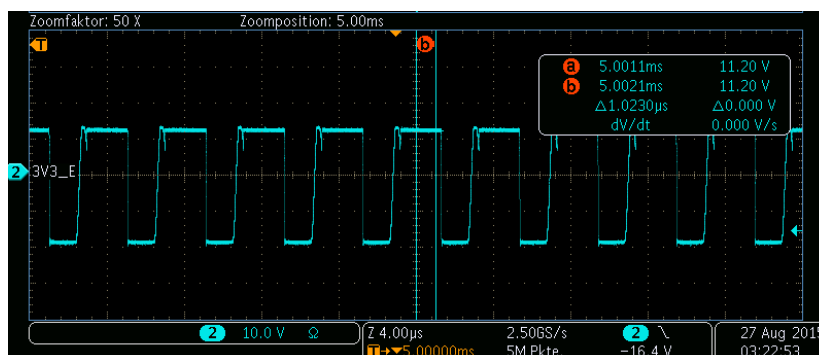 Zoomfaktor: 50 X Zoomposition: 5.00ms
T
b
a 5.0011ms 11.20 V
b 5.0021ms 11.20 V
Δ1.0230µs Δ0.000 V
dV/dt 0.000 V/s
2 3V3_E
2 10.0 V Ω
Z 4.00µs 2.50GS/s 2 \ 27 Aug 2015
T→▼5.00000ms 5M Pkte -16.4 V 03:22:53